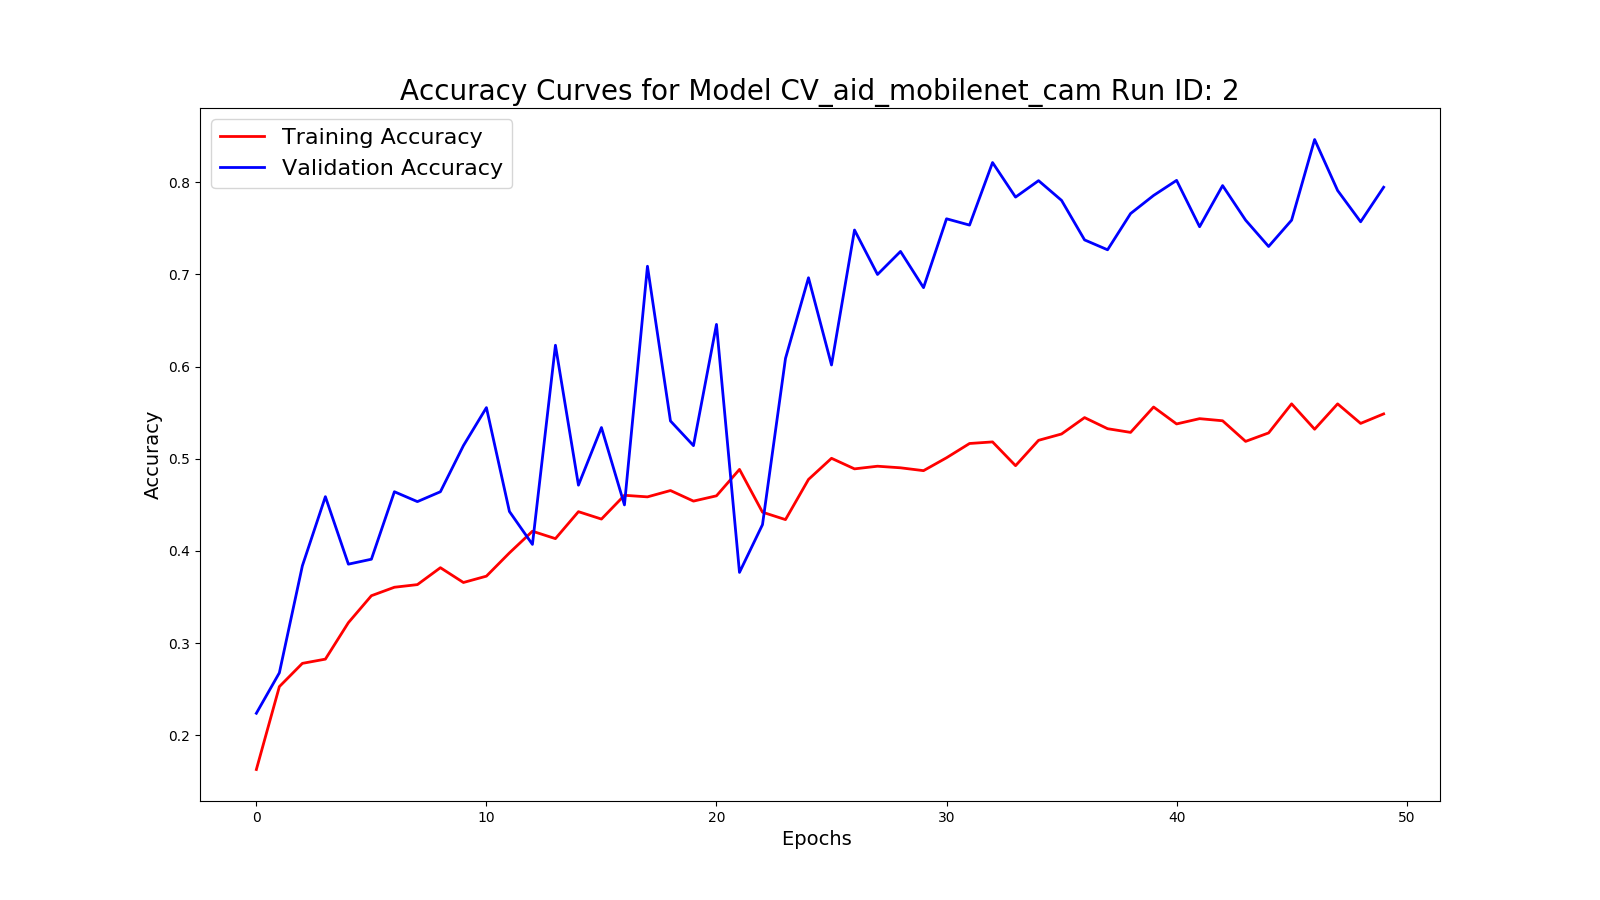 Accuracy Curves for Model CV_aid_mobilenet_cam Run ID: 2
Training Accuracy
Validation Accuracy
0.8
0.7
0.6
0.5
0.4
0.3
0.2
Accuracy
0 10 20 30 40 50
Epochs